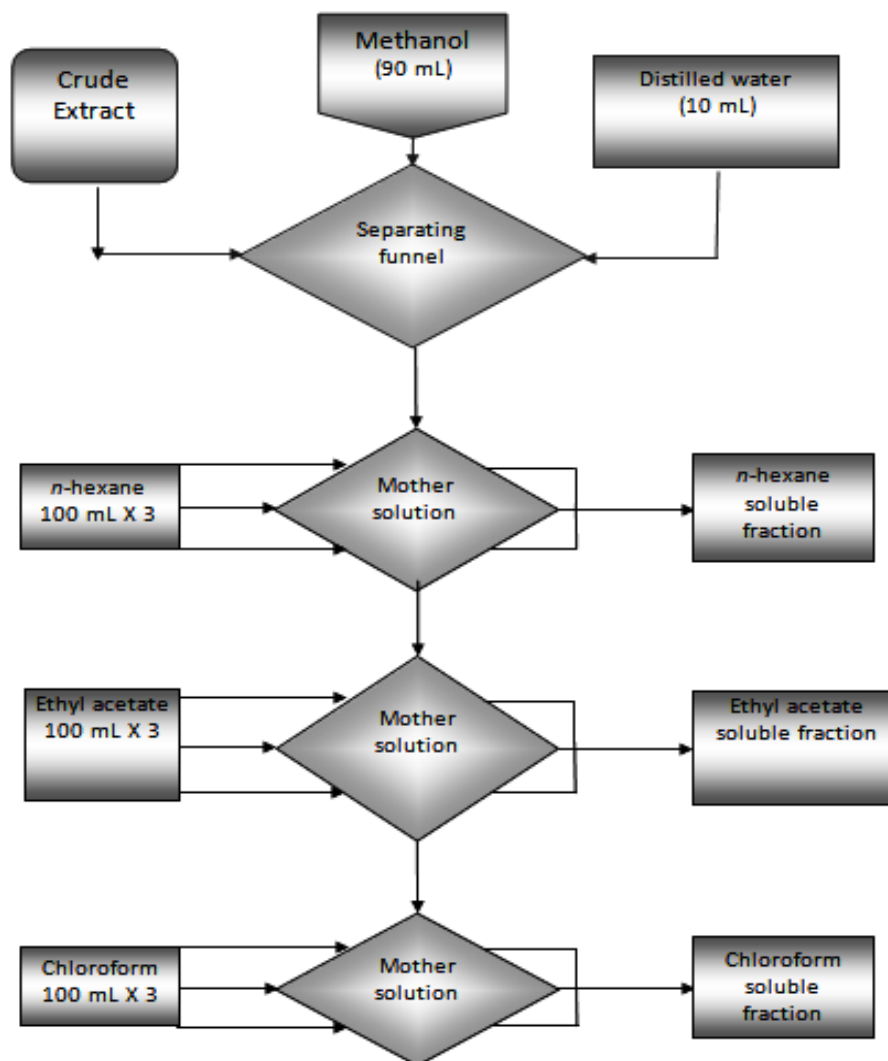 Methanol
(90 mL)
Crude
Extract
Distilled water
(10 mL)
Separating
funnel
n-hexane
100 mL X 3
Mother
solution
n-hexane
soluble
fraction
Ethyl acetate
100 mL X 3
Mother
solution
Ethyl acetate
soluble fraction
Chloroform
100 mL X 3
Mother
solution
Chloroform
soluble
fraction